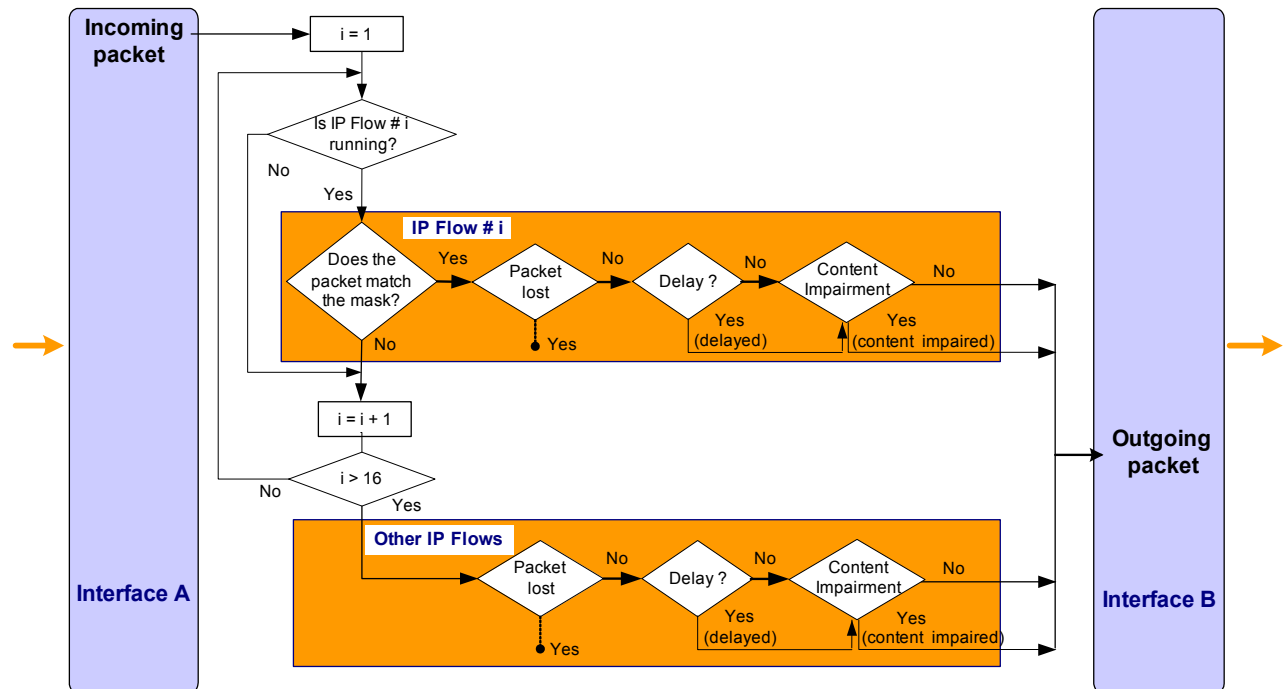 Incoming
packet
i = 1
Is IP Flow # i
running?
No
Yes
IP Flow # i
Does the
packet match
the mask?
Yes
No
Packet
lost
No
Yes
Delay ?
No
Yes
(delayed)
Content
Impairment
No
Yes
(content impaired)
i = i + 1
i > 16
No
Yes
Other IP Flows
Packet
lost
No
Yes
Delay ?
No
Yes
(delayed)
Content
Impairment
No
Yes
(content impaired)
Interface A
Outgoing
packet
Interface B